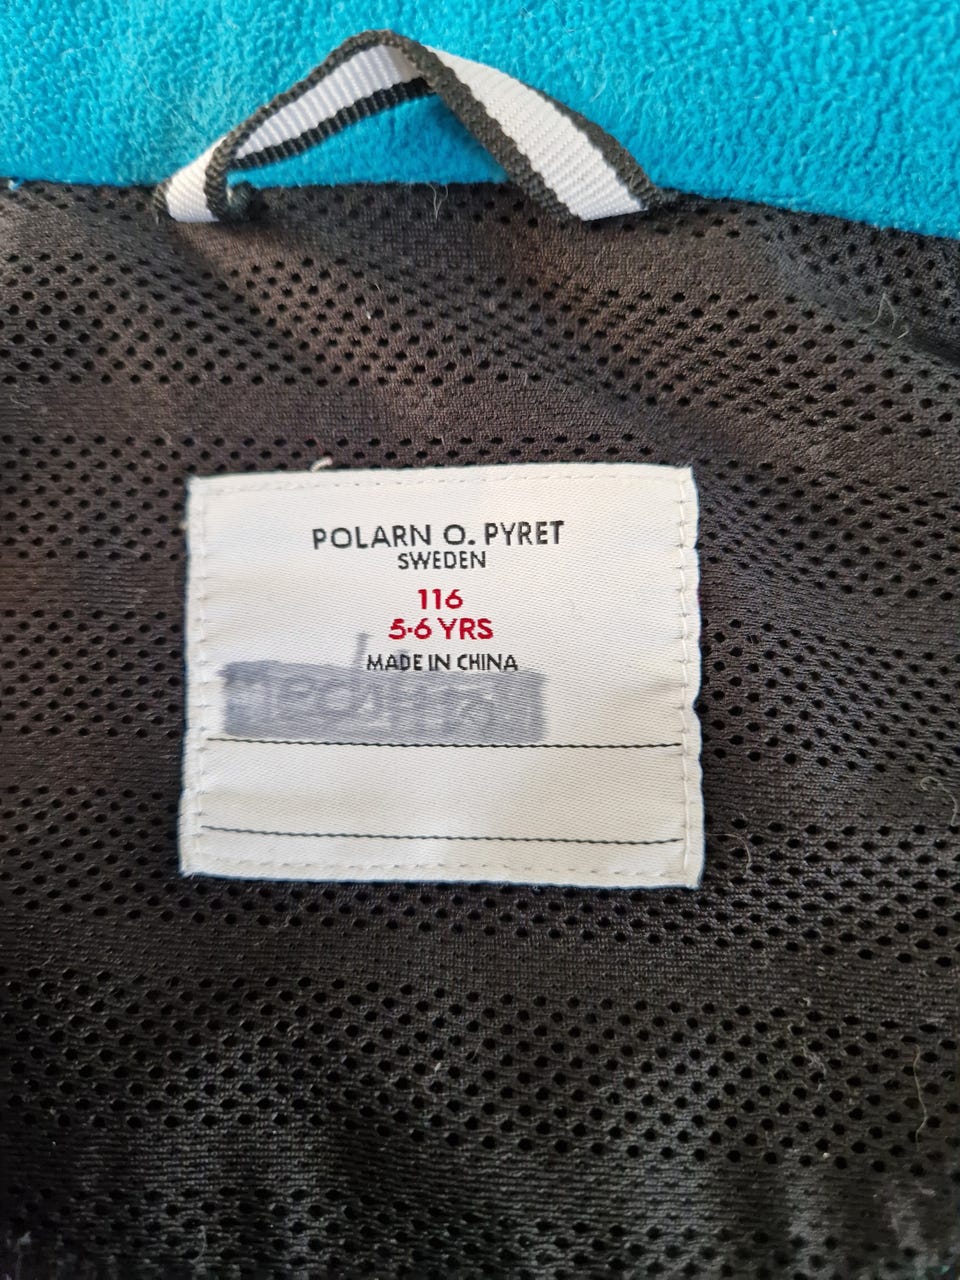 POLARN O. PYRET
SWEDEN
116
5-6 YRS
MADE IN CHINA